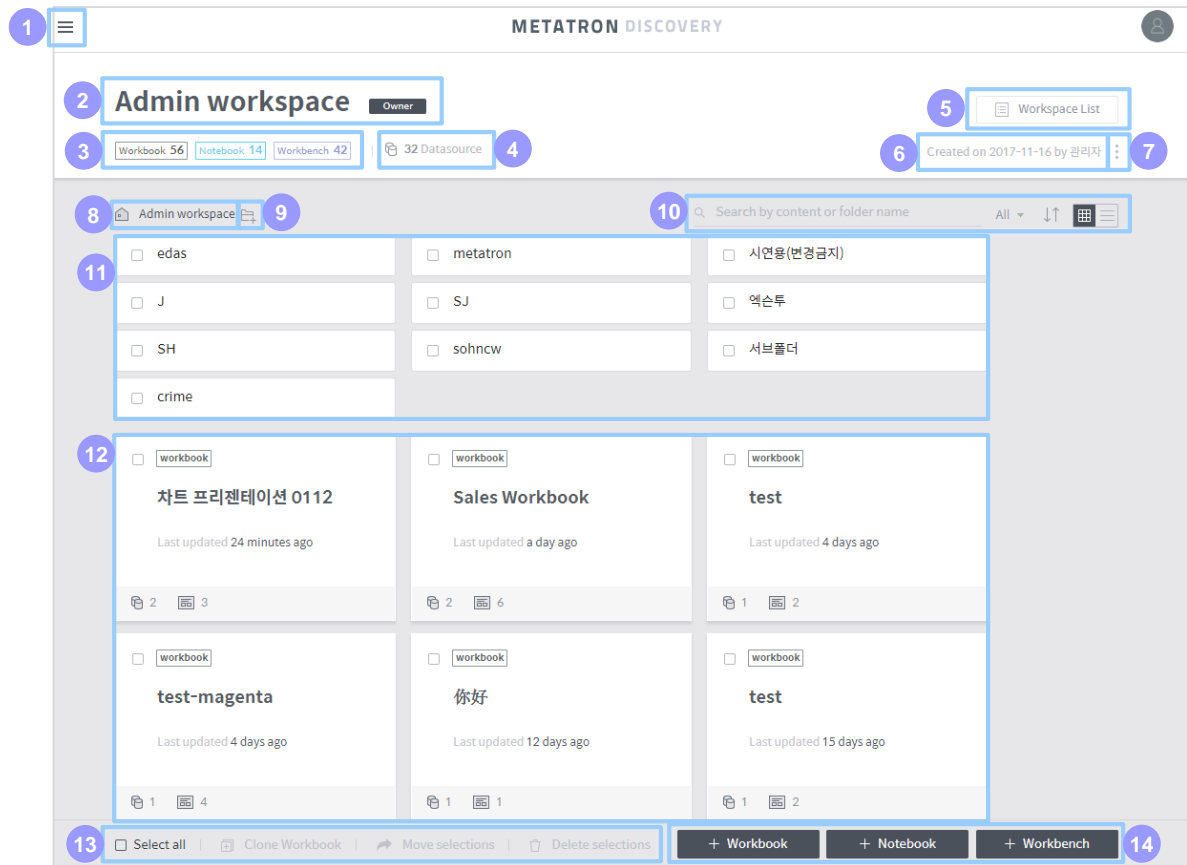 1
METATRON DISCOVERY
2
Admin workspace Owner
5
Workspace List
3
Workbook 56 Notebook 14 Workbench 42
32 Datasource
4
6
Created on 2017-11-16 by 관리자
7
8
Admin workspace
9
10
Search by content or folder name
All
11
edas
metatron
시연용(변경금지)
J
SJ
엑슨투
SH
sohncw
서브폴더
crime
12
workbook
workbook
workbook
차트 프리젠테이션 0112
Sales Workbook
test
Last updated 24 minutes ago
Last updated a day ago
Last updated 4 days ago
2 3
2 6
1 2
workbook
workbook
workbook
test-magenta
你好
test
Last updated 4 days ago
Last updated 12 days ago
Last updated 15 days ago
1 4
1 1
1 2
13
Select all Clone Workbook Move selections Delete selections
+ Workbook
+ Notebook
+ Workbench
14